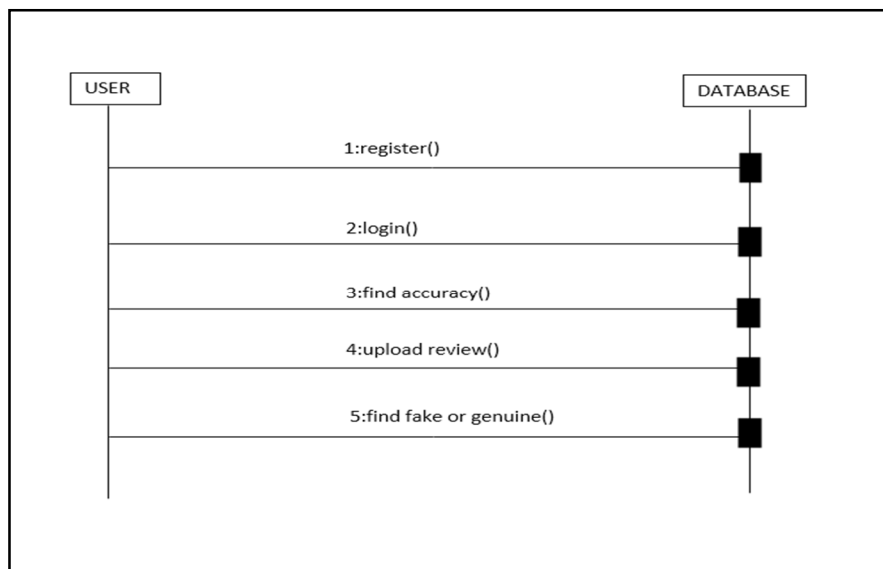 USER
DATABASE
1:register()
2:login()
3:find accuracy()
4:upload review()
5:find fake or genuine()